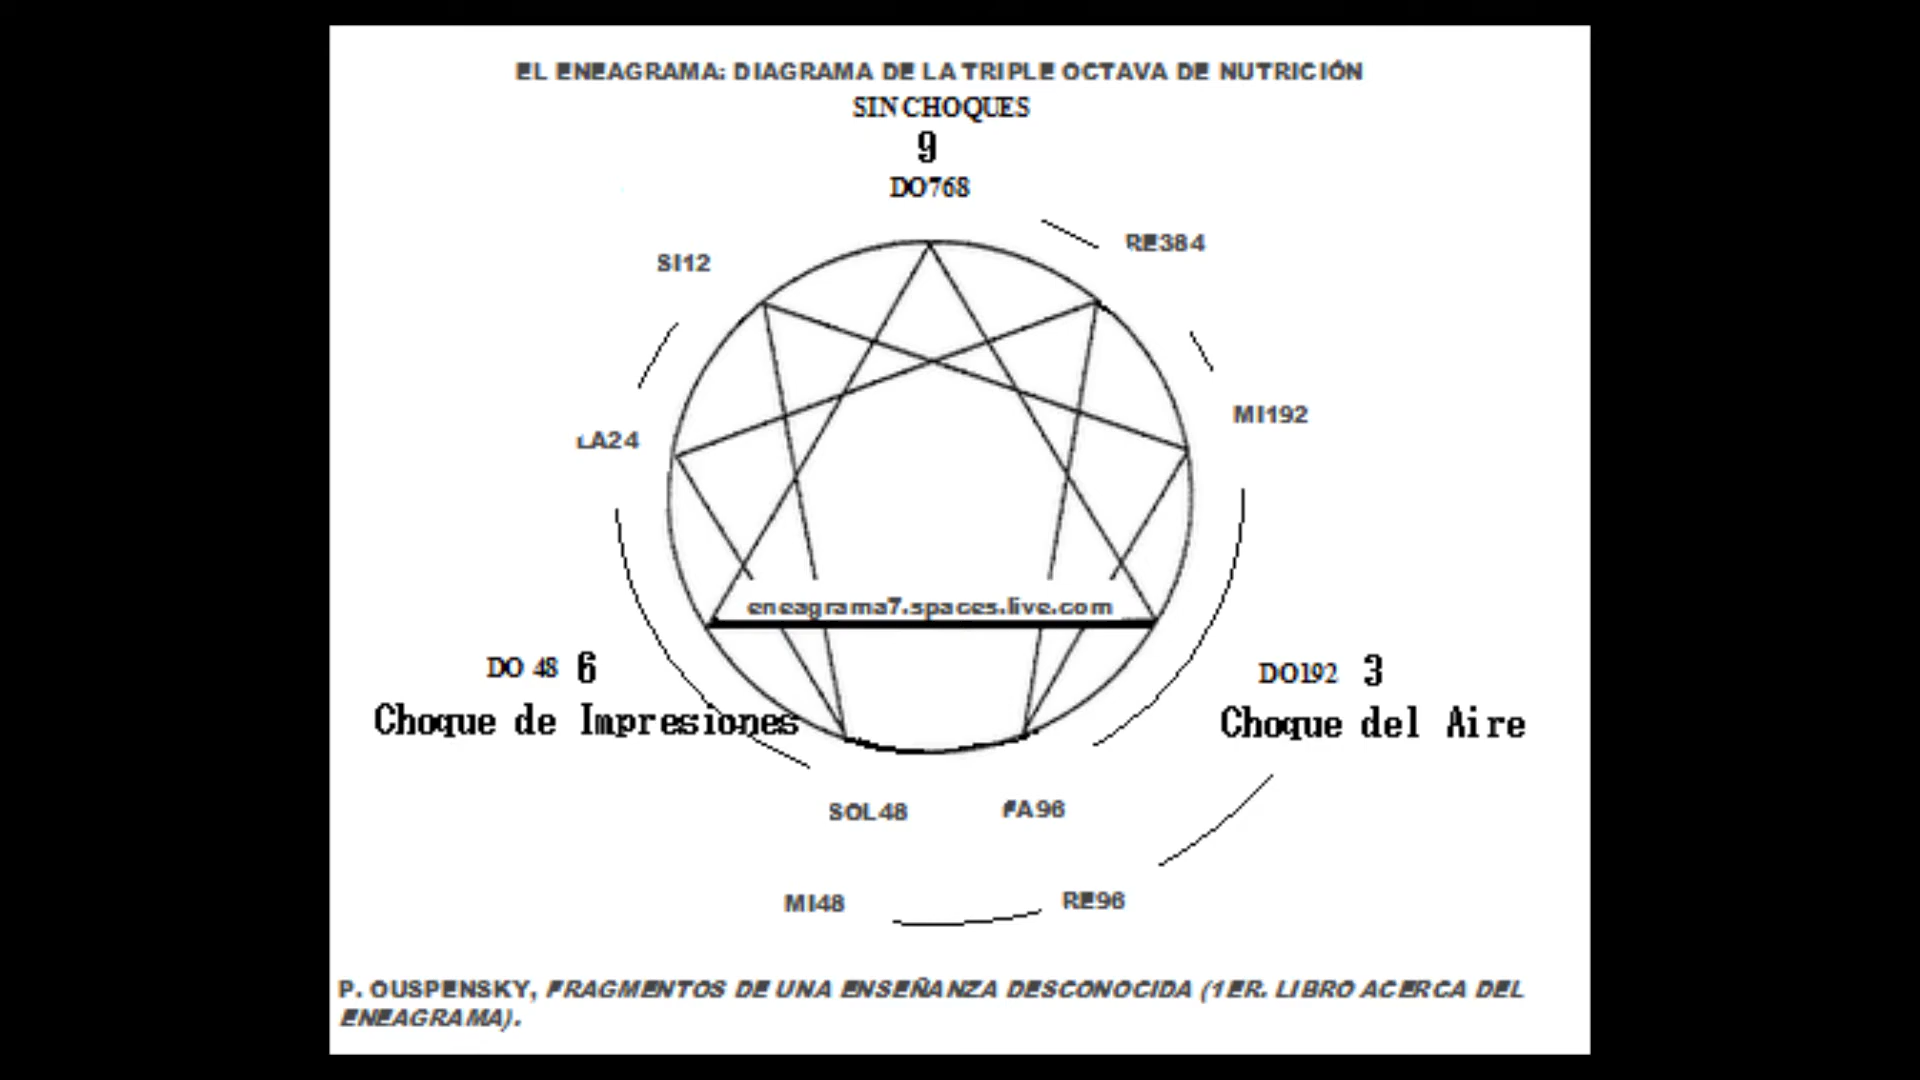 EL ENEAGRAMA: DIAGRAMA DE LA TRIPLE OCTAVA DE NUTRICIÓN
SIN CHOQUES
9
DO768
RE384
SI12
MI192
LA24
eneagrama7.spaces.live.com
DO 48 6
DO192 3
Choque de Impresiones
Choque del Aire
SOL48
FA96
MI48
RE96
P. OUSPENSKY, FRAGMENTOS DE UNA ENSEÑANZA DESCONOCIDA (1ER. LIBRO ACERCA DEL
ENEAGRAMA).